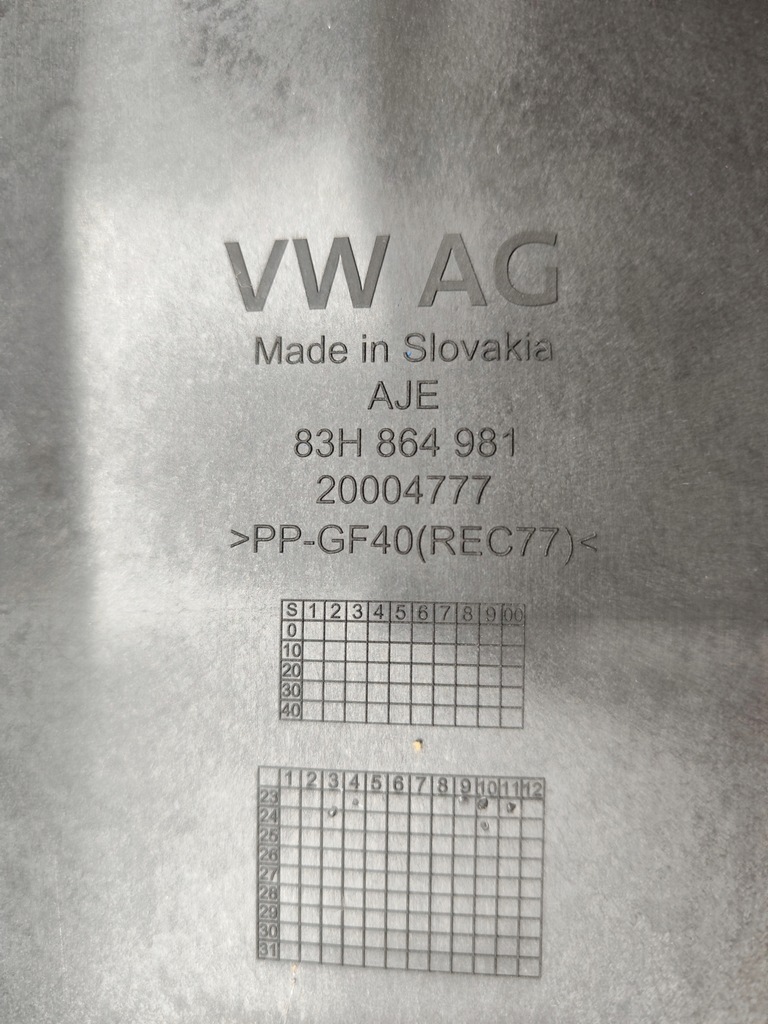 VW AG
Made in Slovakia
AJE
83H 864 981
20004777
>PP-GF40(REC77)<
S 1 2 3 4 5 6 7 8 9 00
0
10
20
30
40
1 2 3 4 5 6 7 8 9 10 11 12
23
24
25
26
27
28
29
30
31